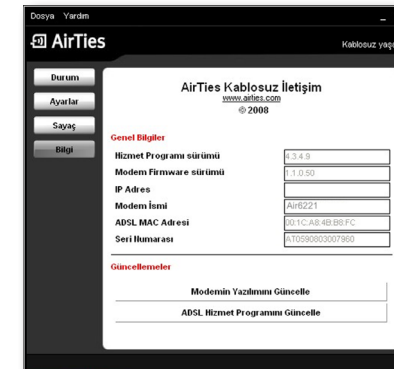 Dosya Yardım
AirTies
Kablosuz yaşa
Durum
Ayarlar
Sayaç
Bilgi
AirTies Kablosuz İletişim
www.airties.com
© 2008
Genel Bilgiler
Hizmet Programı sürümü 4.3.4.9
Modem Firmware sürümü 1.1.0.50
IP Adres
Modem İsmi Air6221
ADSL MAC Adresi 00:1C:A8:4B:B8:FC
Seri Numarası AT0590803007960
Güncellemeler
Modemin Yazılımını Güncelle
ADSL Hizmet Programını Güncelle